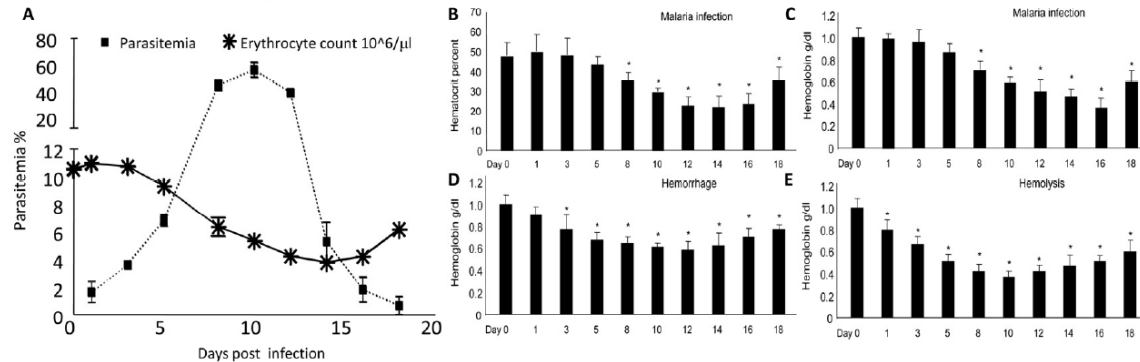 A
Parasitemia
Erythrocyte count 10^6/µl
80
60
40
20
12
10
8
6
4
2
0
Parasitemia %
0
5
10
15
20
Days post infection
B
Malaria infection
Hematocrit percent
70
60
50
40
30
20
10
0
* * * * * *
Day 0 1 3 5 8 10 12 14 16 18
C
Malaria infection
Hemoglobin g/dl
1.2
1.0
0.8
0.6
0.4
0.2
0
* * * * * *
Day 0 1 3 5 8 10 12 14 16 18
D
Hemorrhage
Hemoglobin g/dl
1.2
1.0
0.8
0.6
0.4
0.2
0
* * * * * * * *
Day 0 1 3 5 8 10 12 14 16 18
E
Hemolysis
Hemoglobin g/dl
1.2
1.0
0.8
0.6
0.4
0.2
0
* * * * * * * * *
Day 0 1 3 5 8 10 12 14 16 18